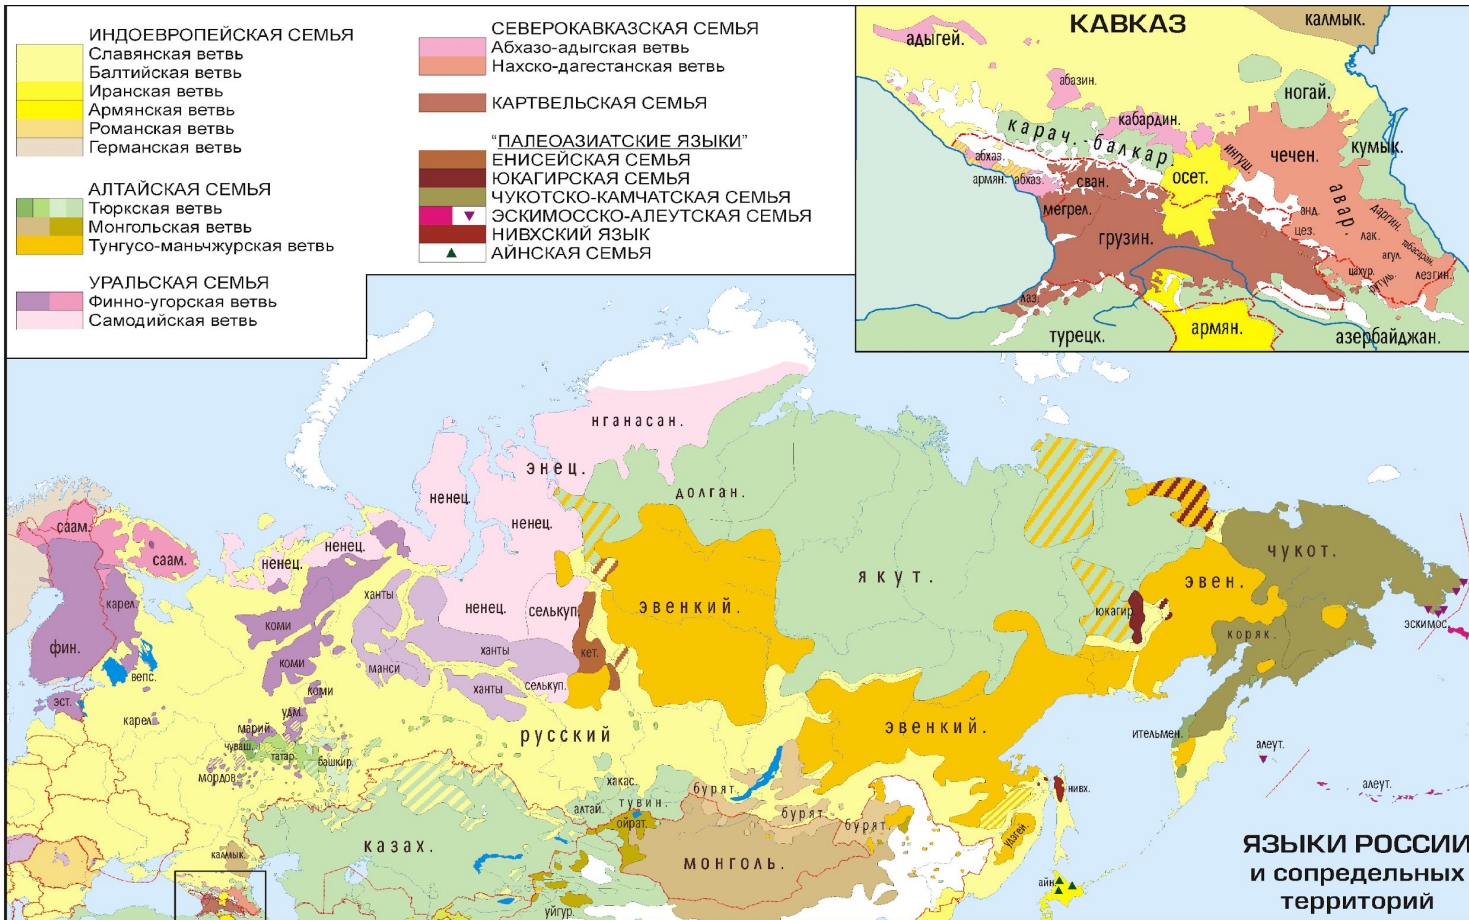 ИНДОЕВРОПЕЙСКАЯ СЕМЬЯ
Славянская ветвь
Балтийская ветвь
Иранская ветвь
Армянская ветвь
Романская ветвь
Германская ветвь
АЛТАЙСКАЯ СЕМЬЯ
Тюркская ветвь
Монгольская ветвь
Тунгусо-маньчжурская ветвь
УРАЛЬСКАЯ СЕМЬЯ
Финно-угорская ветвь
Самодийская ветвь
СЕВЕРОКАВКАЗСКАЯ СЕМЬЯ
Абхазо-адыгская ветвь
Нахско-дагестанская ветвь
КАРТВЕЛЬСКАЯ СЕМЬЯ
"ПАЛЕОАЗИАТСКИЕ ЯЗЫКИ"
ЕНИСЕЙСКАЯ СЕМЬЯ
ЮКАГИРСКАЯ СЕМЬЯ
ЧУКОТСКО-КАМЧАТСКАЯ СЕМЬЯ
ЭСКИМОССКО-АЛЕУТСКАЯ СЕМЬЯ
НИВХСКИЙ ЯЗЫК
АЙНСКАЯ СЕМЬЯ
КАВКАЗ
калмык.
адыгей.
абазин.
ногай.
кабардин.
карач.-балкар
кумык.
чечен.
ингуш.
абхаз.
осет.
армян.
абхаз.
сван.
авар.
мегрел.
анд.
даргин.
цез.
лак.
табасаран.
грузин.
агул.
цахур.
лезгин.
рутуль.
лаз.
турецк.
армян.
азербайджан.
нганасан.
энец.
долган.
ненец.
ненец.
саам.
саам.
ненец.
ненец.
чукот.
якут.
эвен.
ханты
ненец.
селькуп.
эвенкий.
юкагир.
эскимос.
карел.
коми
коряк.
фин.
ханты
кет.
коми
манси
вепс.
ханты
селькуп.
коми
эст.
карел.
удм.
марий.
русский
эвенкий.
ительмен.
чуваш.
татар.
алеут.
башкир.
мордов.
хакас.
бурят.
алеут.
нивх.
алтай.
тувин.
бурят.
ойрат.
бурят.
удэгей.
казах.
калмык.
монголь.
айн.
уйгур.
ЯЗЫКИ РОССИИ
и сопредельных
территорий